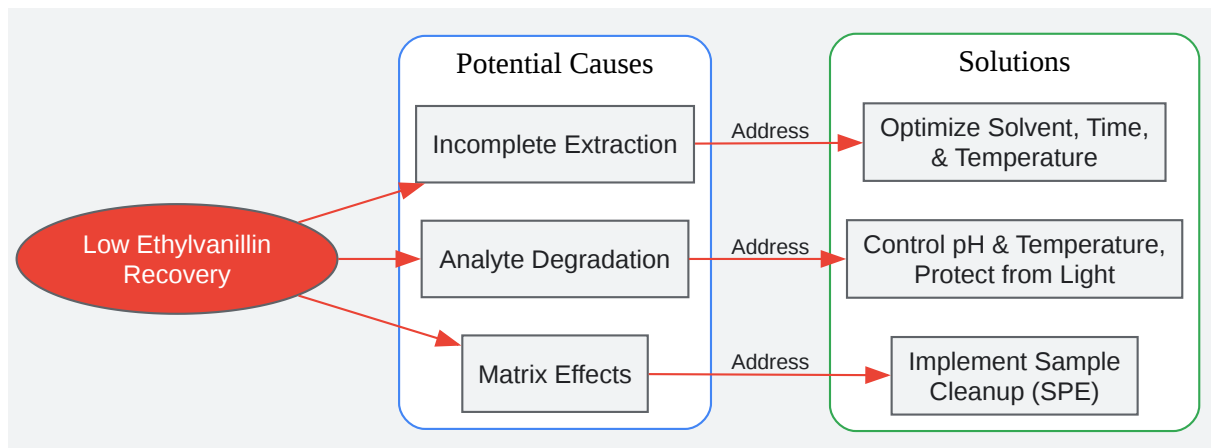 Potential Causes
Solutions
Low Ethylvanillin
Recovery
Incomplete Extraction
Address
Optimize Solvent, Time,
& Temperature
Analyte Degradation
Address
Control pH & Temperature,
Protect from Light
Matrix Effects
Address
Implement Sample
Cleanup (SPE)